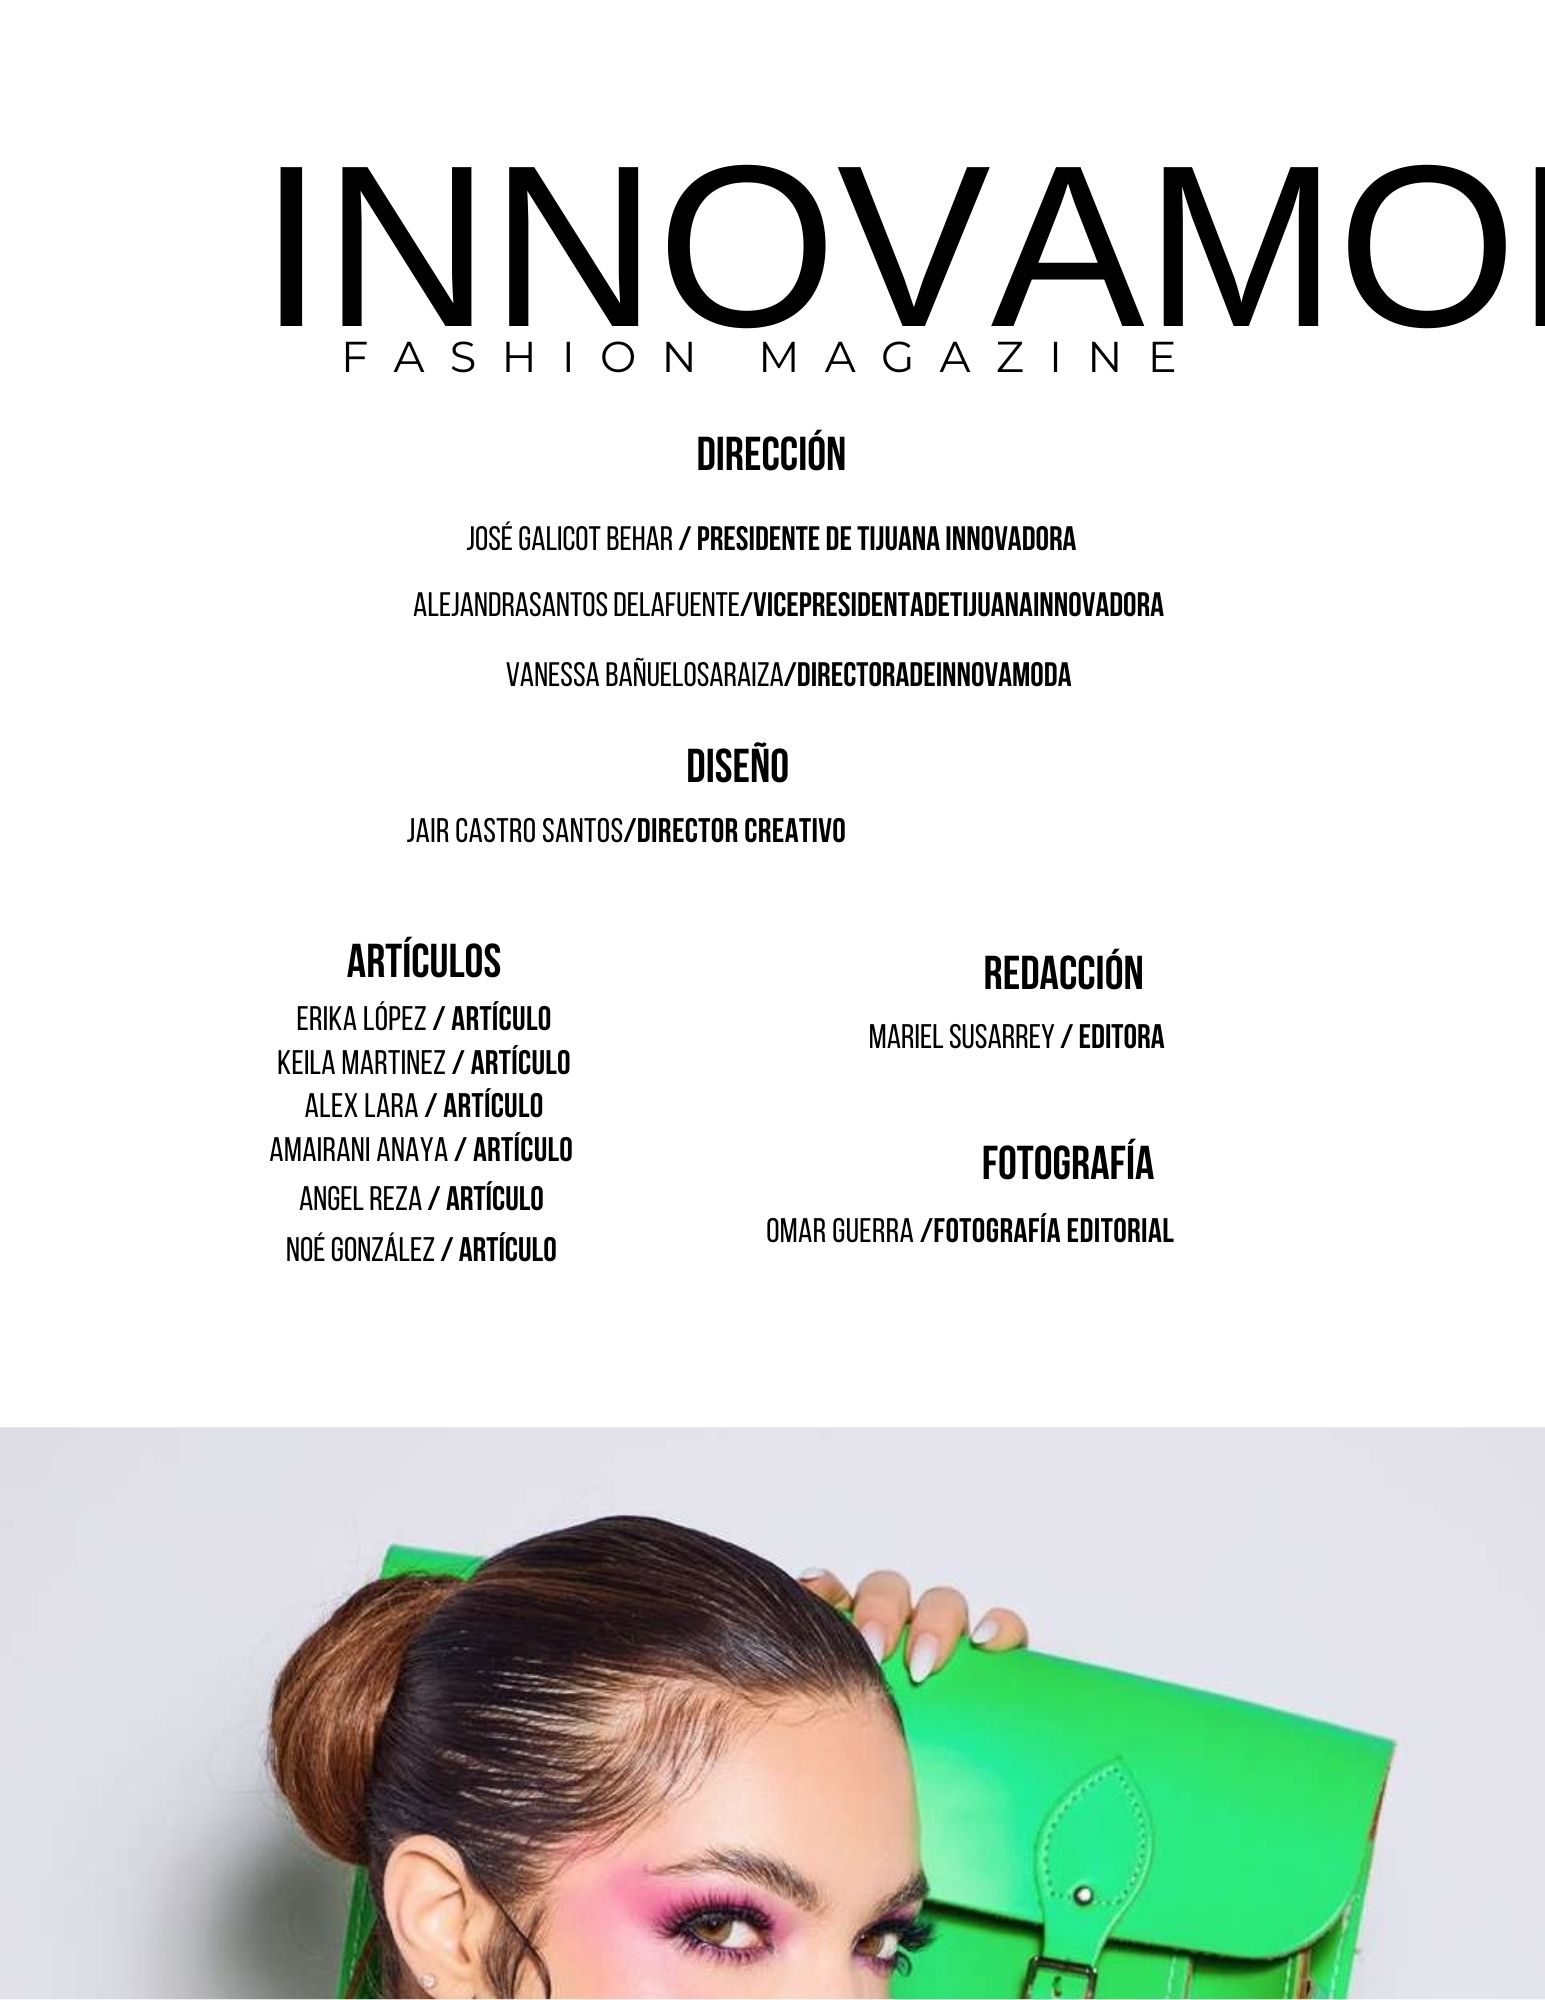 INNOVAMO
FASHION MAGAZINE
DIRECCIÓN
JOSÉ GALICOT BEHAR / PRESIDENTE DE TIJUANA INNOVADORA
ALEJANDRASANTOS DELAFUENTE/VICEPRESIDENTADETIJUANAINNOVADORA
VANESSA BAÑUELOSARAIZA/DIRECTORADEINNOVAMODA
DISEÑO
JAIR CASTRO SANTOS/DIRECTOR CREATIVO
ARTÍCULOS
ERIKA LÓPEZ / ARTÍCULO
KEILA MARTINEZ / ARTÍCULO
ALEX LARA / ARTÍCULO
AMAIRANI ANAYA / ARTÍCULO
ANGEL REZA / ARTÍCULO
NOÉ GONZÁLEZ / ARTÍCULO
REDACCIÓN
MARIEL SUSARREY / EDITORA
FOTOGRAFÍA
OMAR GUERRA /FOTOGRAFÍA EDITORIAL